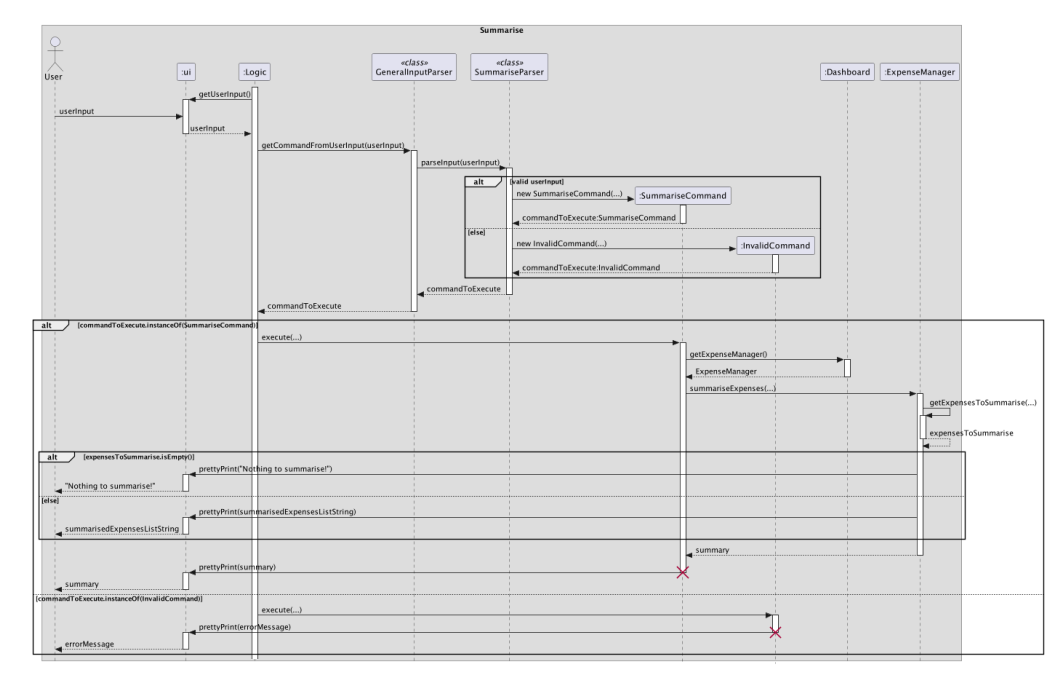 Summarise
User
:ui
:Logic
«class»
GeneralInputParser
«class»
SummariseParser
:Dashboard
:ExpenseManager
getUserInput()
userInput
userInput
getCommandFromUserInput(userInput)
parseInput(userInput)
alt
[valid userInput]
new SummariseCommand(...)
:SummariseCommand
commandToExecute:SummariseCommand
[else]
new InvalidCommand(...)
:InvalidCommand
commandToExecute:InvalidCommand
commandToExecute
commandToExecute
alt
[commandToExecute.instanceOf(SummariseCommand)]
execute(...)
getExpenseManager()
ExpenseManager
summariseExpenses(...)
getExpensesToSummarise(...)
expensesToSummarise
alt
[expensesToSummarise.isEmpty()]
prettyPrint("Nothing to summarise!")
"Nothing to summarise!"
[else]
prettyPrint(summarisedExpensesListString)
summarisedExpensesListString
summary
prettyPrint(summary)
summary
[commandToExecute.instanceOf(InvalidCommand)]
execute(...)
prettyPrint(errorMessage)
errorMessage